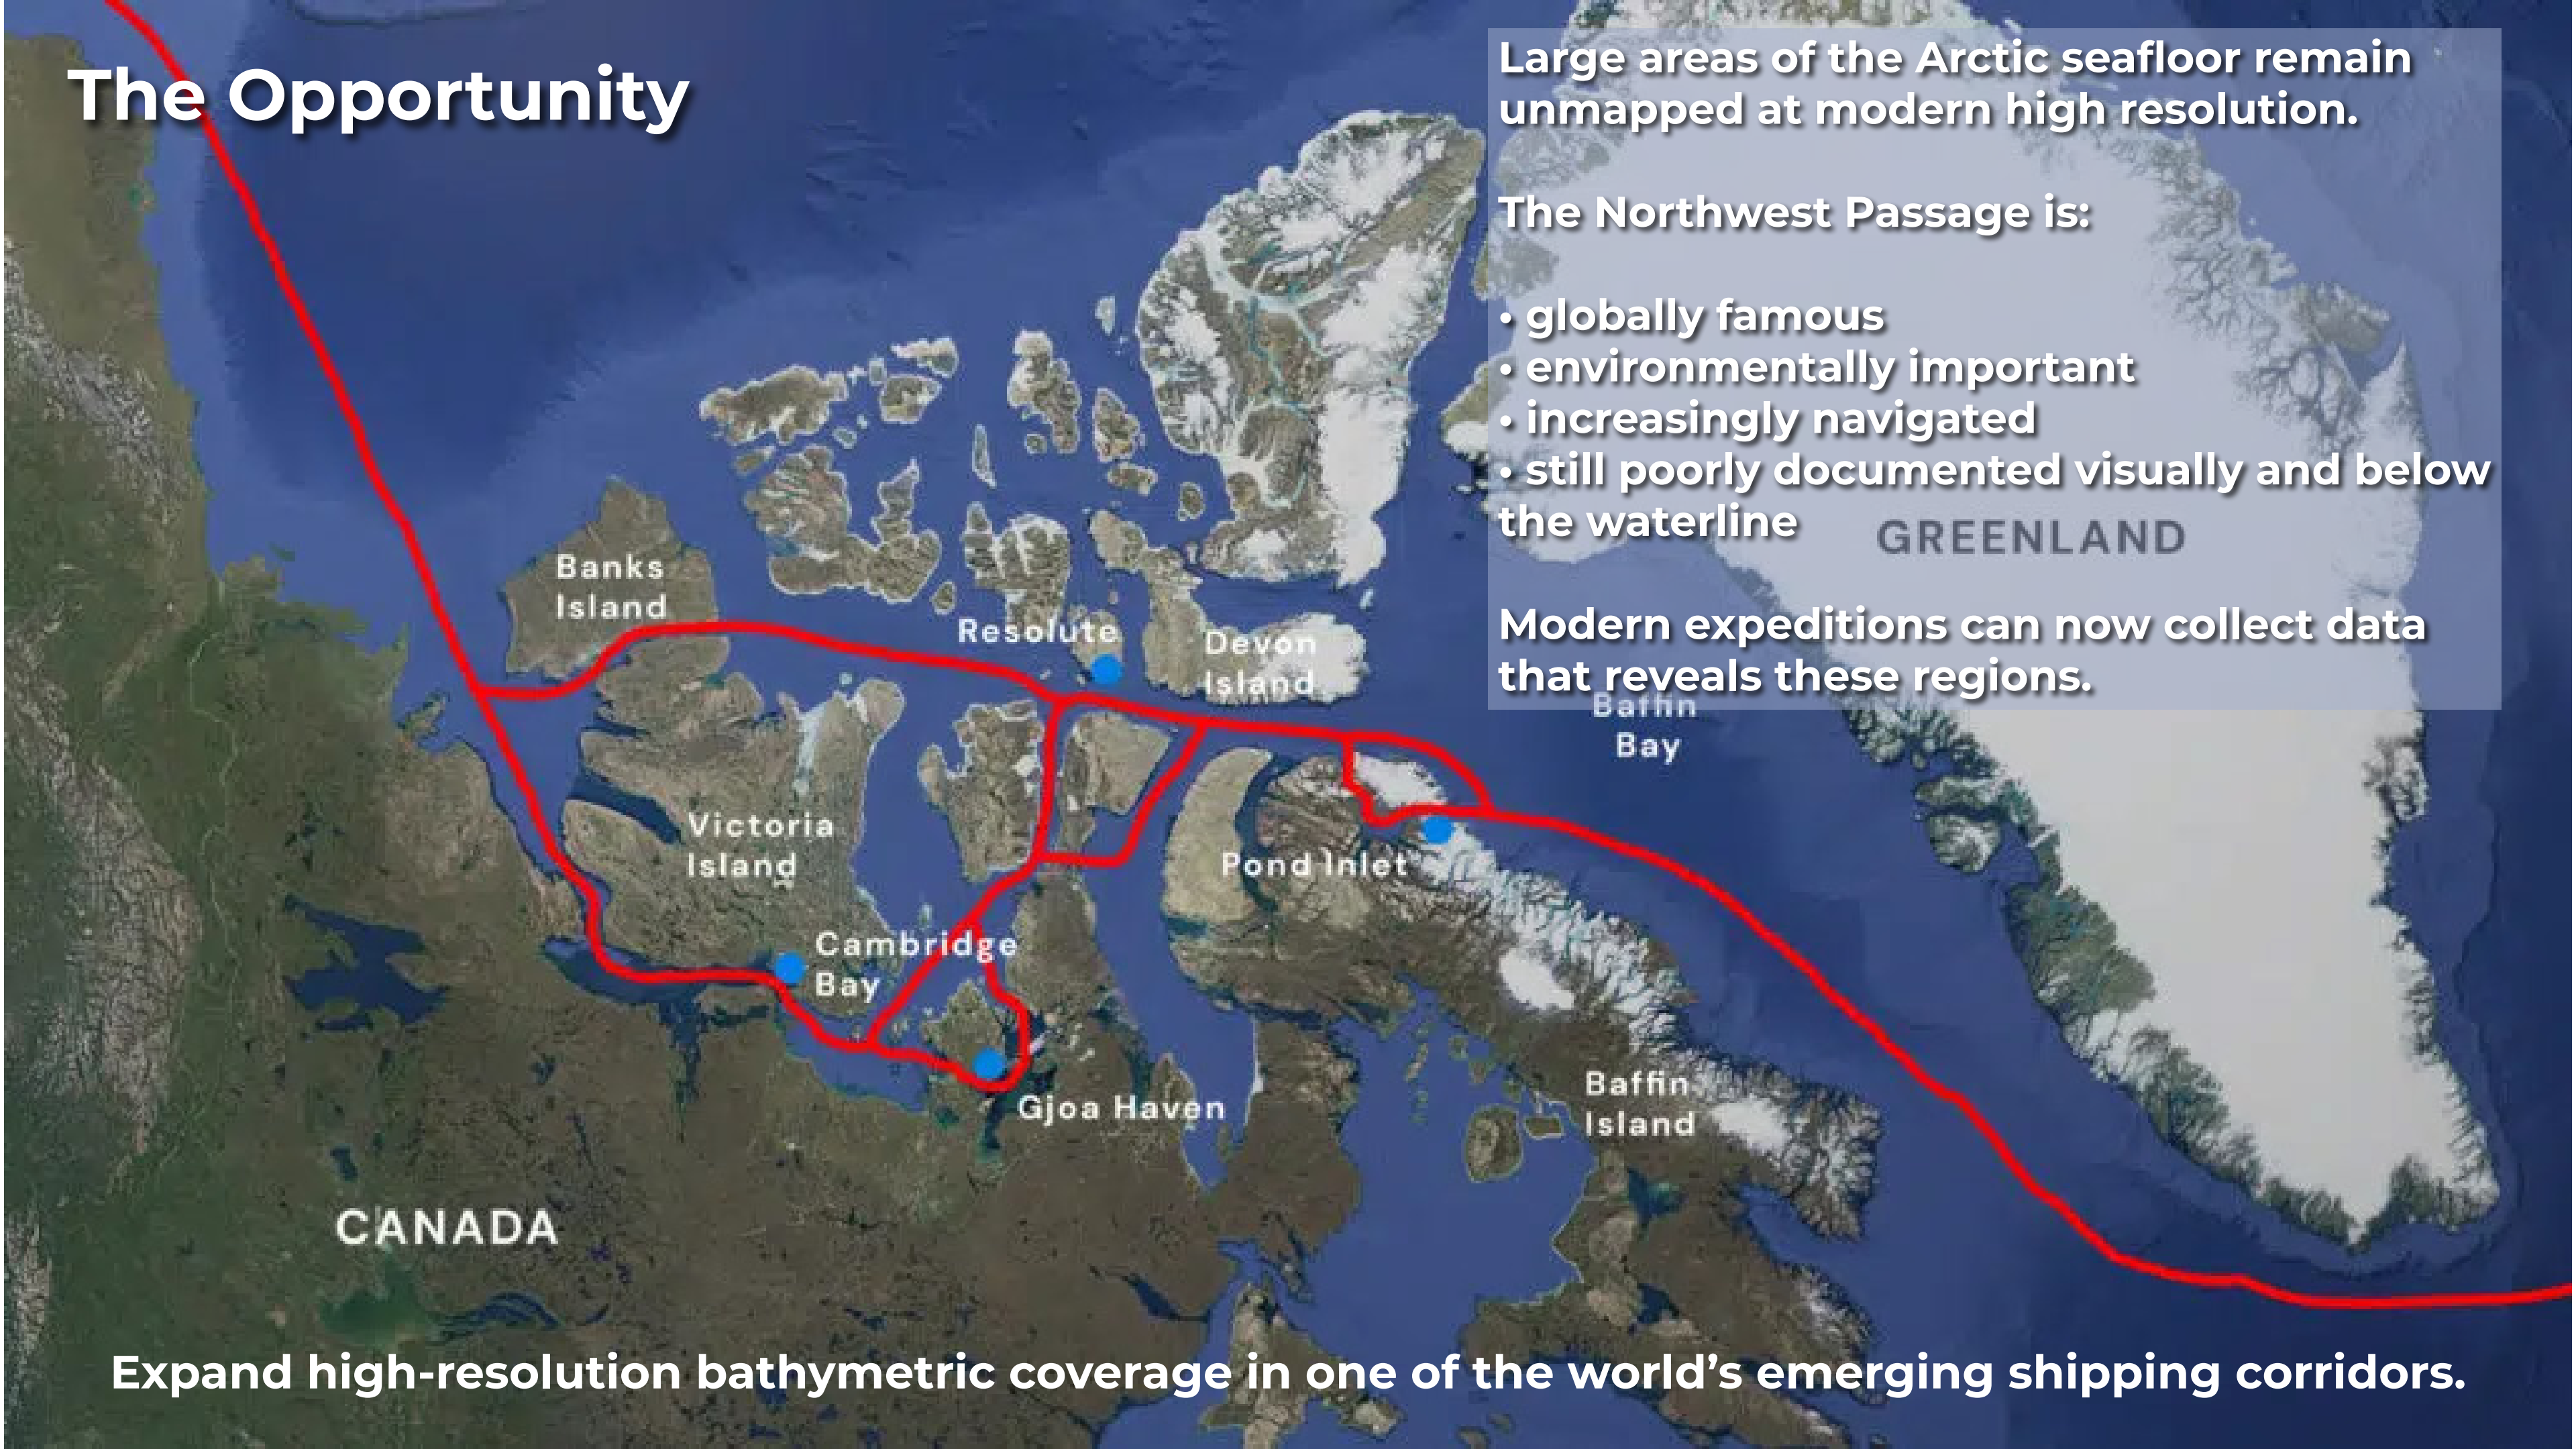 The Opportunity
Large areas of the Arctic seafloor remain
unmapped at modern high resolution.
The Northwest Passage is:
• globally famous
• environmentally important
• increasingly navigated
• still poorly documented visually and below
the waterline
GREENLAND
Modern expeditions can now collect data
that reveals these regions.
Banks
Island
Resolute
Devon
Island
Baffin
Bay
Victoria
Island
Pond Inlet
Cambridge
Bay
Gjoa Haven
Baffin
Island
CANADA
Expand high-resolution bathymetric coverage in one of the world’s emerging shipping corridors.